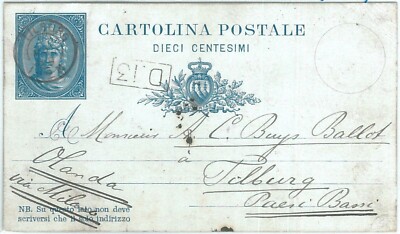 CARTOLINA POSTALE
DIECI CENTESIMI
D.13
A Monsieur A. C. Buys Ballot
à
Olanda
Tilburg
via Milano
Paesi Bassi
NB. Su questo lato non deve
scriversi che il solo indirizzo